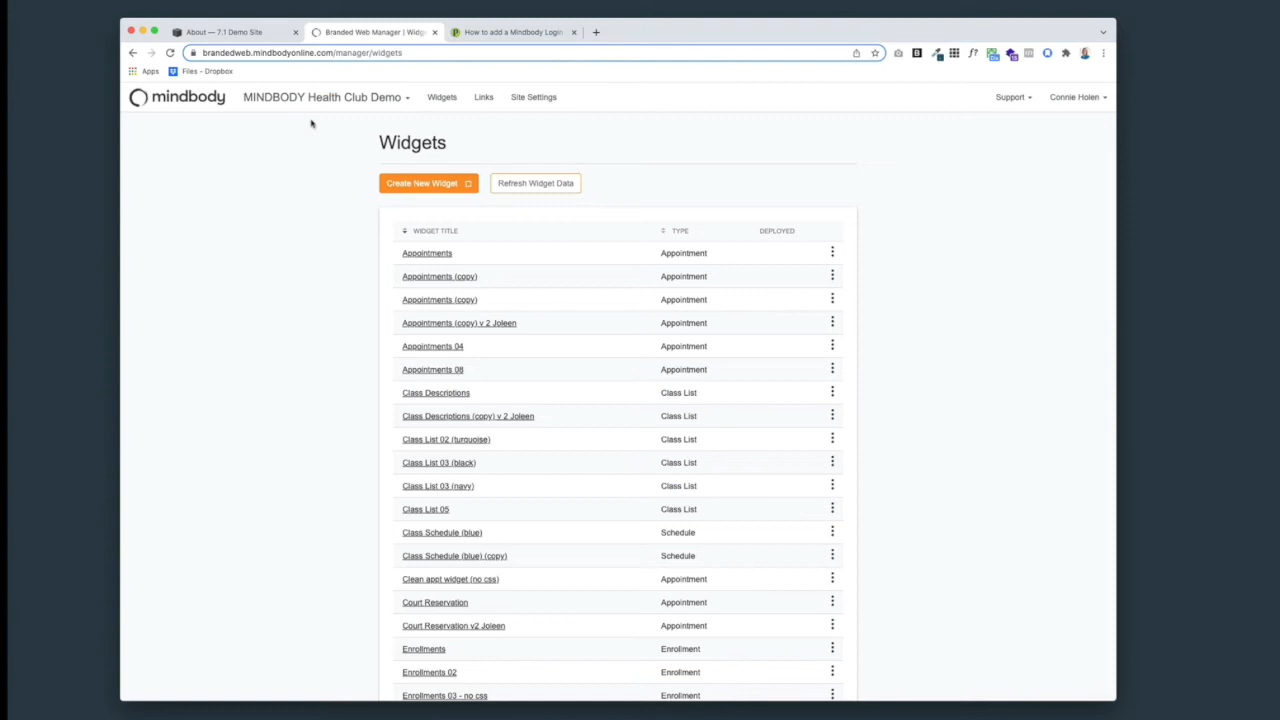 About — 7.1 Demo Site
Branded Web Manager | Widg
How to add a Mindbody Login
brandedweb.mindbodyonline.com/manager/widgets
Apps
Files - Dropbox
mindbody
MINDBODY Health Club Demo
Widgets
Links
Site Settings
Support
Connie Holen
Widgets
Create New Widget
Refresh Widget Data
WIDGET TITLE TYPE DEPLOYED
Appointments Appointment
Appointments (copy) Appointment
Appointments (copy) Appointment
Appointments (copy) v 2 Joleen Appointment
Appointments 04 Appointment
Appointments 08 Appointment
Class Descriptions Class List
Class Descriptions (copy) v 2 Joleen Class List
Class List 02 (turquoise) Class List
Class List 03 (black) Class List
Class List 03 (navy) Class List
Class List 05 Class List
Class Schedule (blue) Schedule
Class Schedule (blue) (copy) Schedule
Clean appt widget (no css) Appointment
Court Reservation Appointment
Court Reservation v2 Joleen Appointment
Enrollments Enrollment
Enrollments 02 Enrollment
Enrollments 03 - no css Enrollment